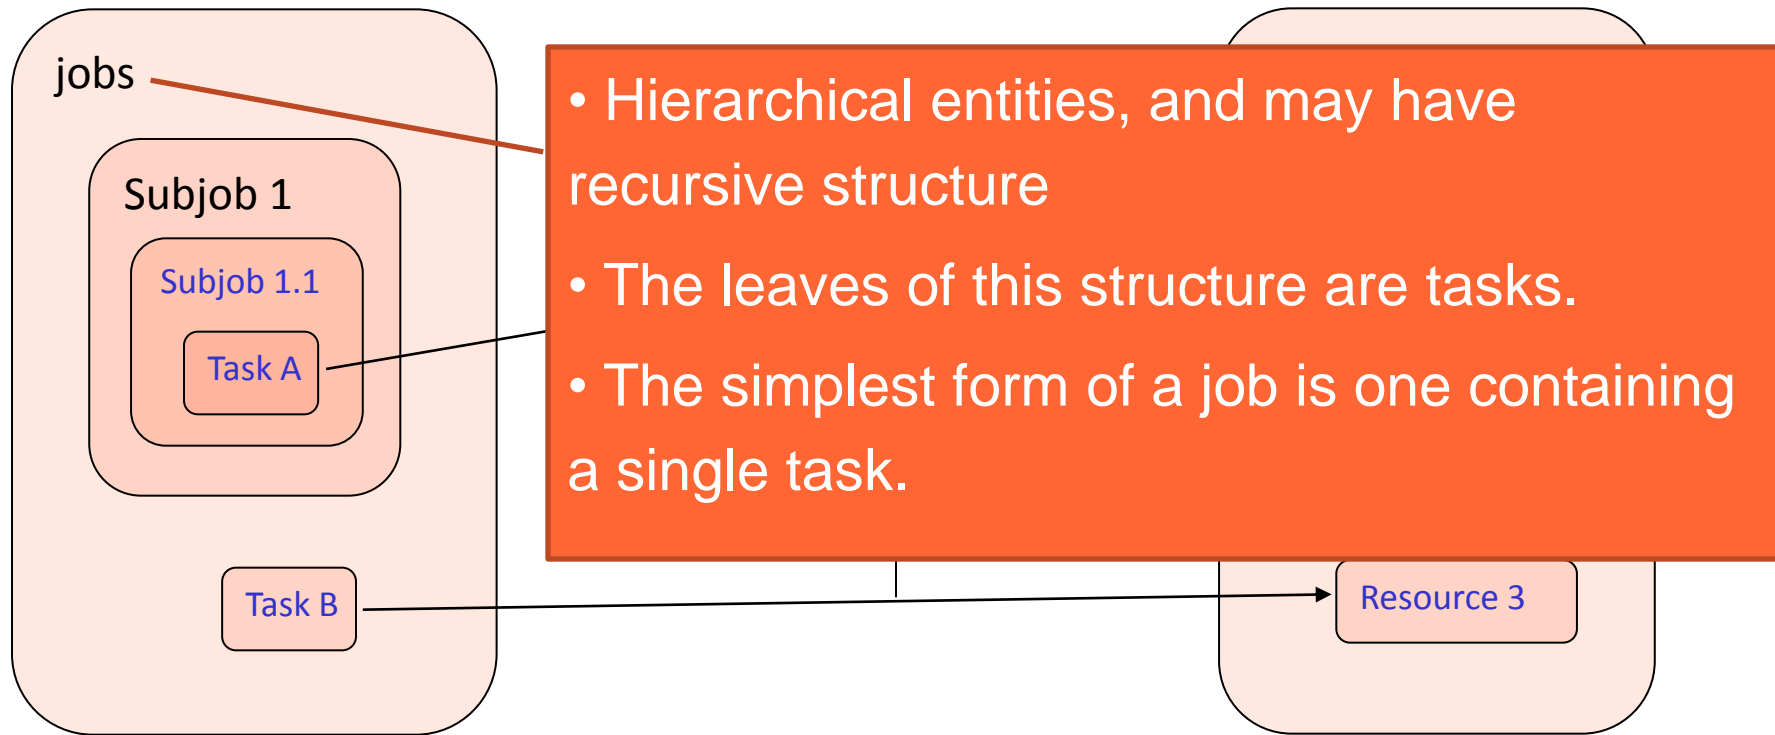 jobs
Subjob 1
Subjob 1.1
Task A
Task B
• Hierarchical entities, and may have
recursive structure
• The leaves of this structure are tasks.
• The simplest form of a job is one containing
a single task.
Resource 3